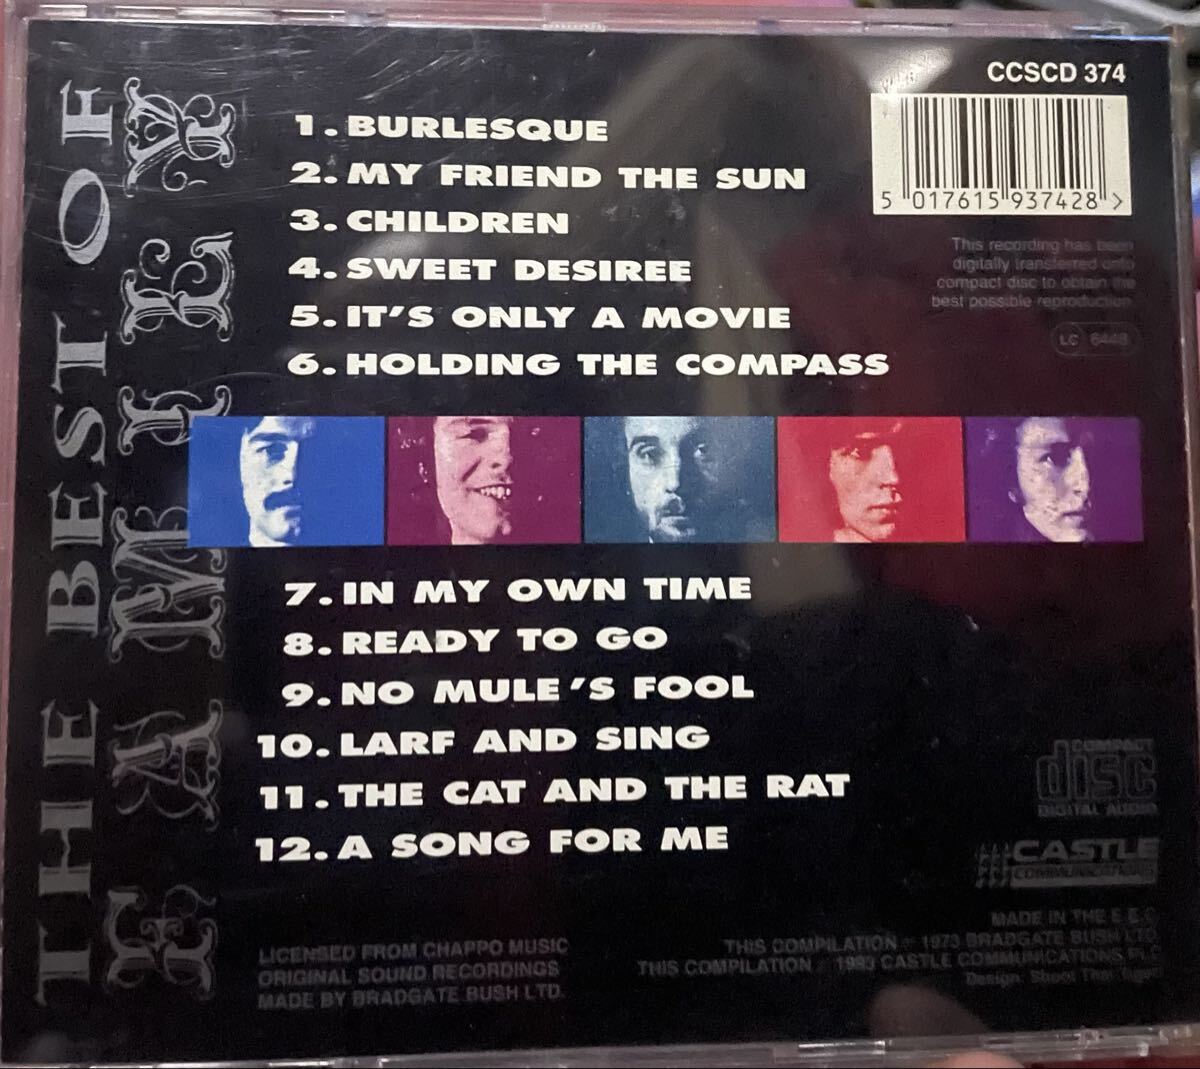 THE BEST OF
FAMILY
CCSCD 374
5 017615 937428 >
This recording has been
digitally transferred onto
compact disc to obtain the
best possible reproduction
LC 6448
1. BURLESQUE
2. MY FRIEND THE SUN
3. CHILDREN
4. SWEET DESIREE
5. IT'S ONLY A MOVIE
6. HOLDING THE COMPASS
7. IN MY OWN TIME
8. READY TO GO
9. NO MULE'S FOOL
10. LARF AND SING
11. THE CAT AND THE RAT
12. A SONG FOR ME
COMPACT
disc
DIGITAL AUDIO
CASTLE
COMMUNICATIONS
LICENSED FROM CHAPPO MUSIC
ORIGINAL SOUND RECORDINGS
MADE BY BRADGATE BUSH LTD.
MADE IN THE E.E.C
THIS COMPILATION ℗ 1973 BRADGATE BUSH LTD.
THIS COMPILATION 1993 CASTLE COMMUNICATIONS PLC
Design: Shoot That Tiger!